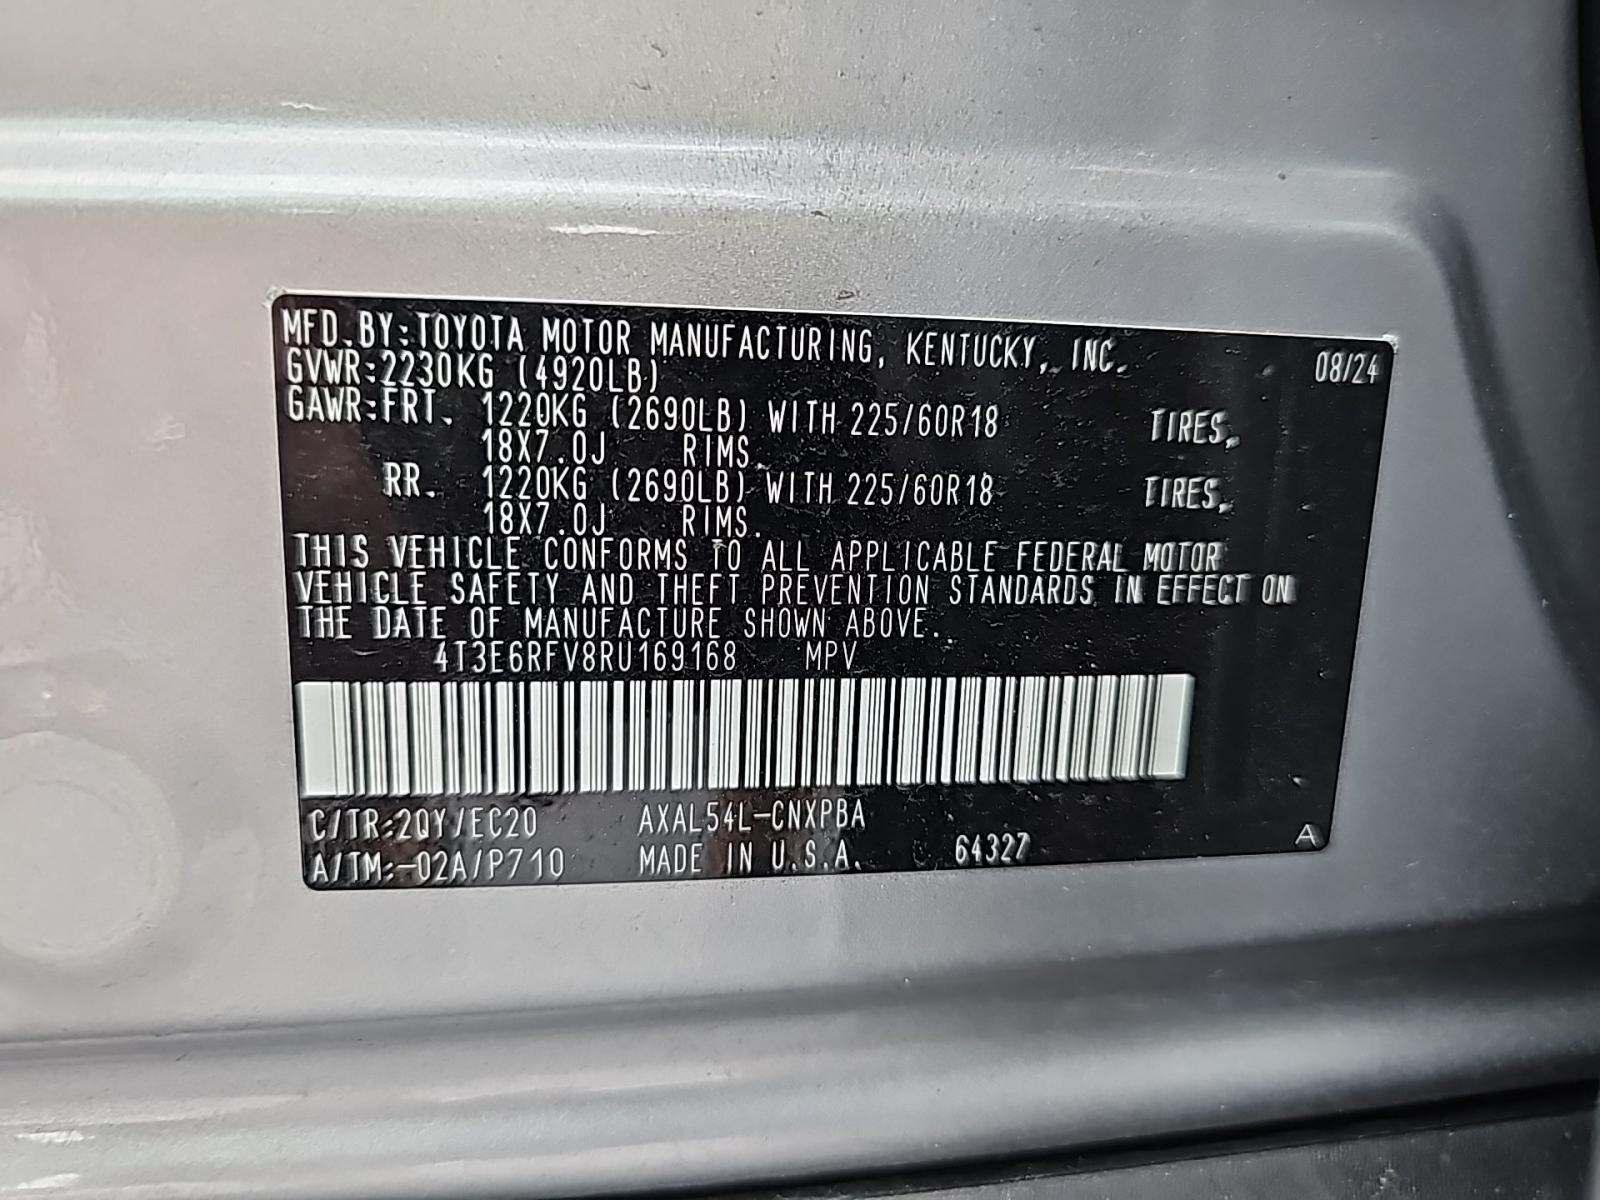 MFD. BY: TOYOTA MOTOR MANUFACTURING, KENTUCKY, INC. 08/24
GVWR: 2230KG (4920LB)
GAWR: FRT. 1220KG (2690LB) WITH 225/60R18 TIRES,
18X7.0J RIMS.
RR. 1220KG (2690LB) WITH 225/60R18 TIRES,
18X7.0J RIMS.
THIS VEHICLE CONFORMS TO ALL APPLICABLE FEDERAL MOTOR
VEHICLE SAFETY AND THEFT PREVENTION STANDARDS IN EFFECT ON
THE DATE OF MANUFACTURE SHOWN ABOVE.
4T3E6RFV8RU169168 MPV
C/TR: 2QY/EC20 AXAL54L-CNXPBA
A/TM: -02A/P710 MADE IN U.S.A. 64327 A